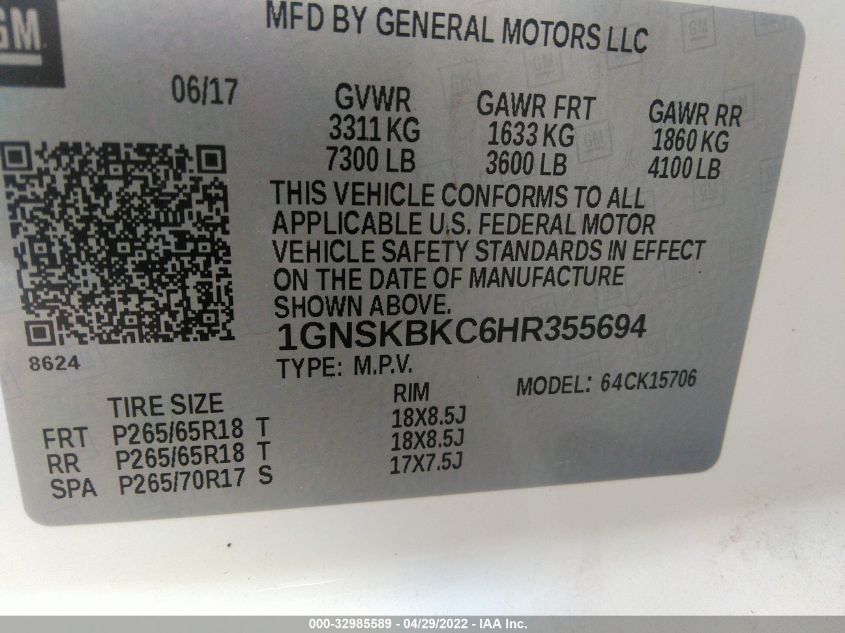 GM
MFD BY GENERAL MOTORS LLC
06/17
GVWR GAWR FRT GAWR RR
3311 KG 1633 KG 1860 KG
7300 LB 3600 LB 4100 LB
THIS VEHICLE CONFORMS TO ALL
APPLICABLE U.S. FEDERAL MOTOR
VEHICLE SAFETY STANDARDS IN EFFECT
ON THE DATE OF MANUFACTURE
SHOWN ABOVE.
1GNSKBKC6HR355694
8624
TYPE: M.P.V. MODEL: 64CK15706
TIRE SIZE RIM
FRT P265/65R18 T 18X8.5J
RR P265/65R18 T 18X8.5J
SPA P265/70R17 S 17X7.5J
000-32985589 - 04/29/2022 - IAA Inc.